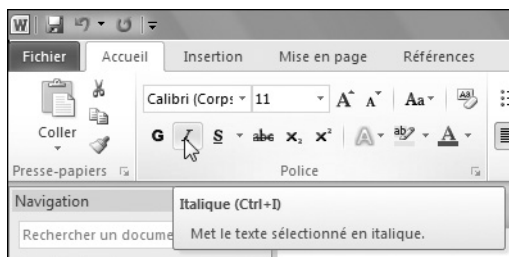 W
Fichier Accueil Insertion Mise en page Références
Calibri (Corp: 11 A A Aa
Coller G I S abc x₂ x² A ab A
Presse-papiers Police
Navigation
Rechercher un docume
Italique (Ctrl+I)
Met le texte sélectionné en italique.